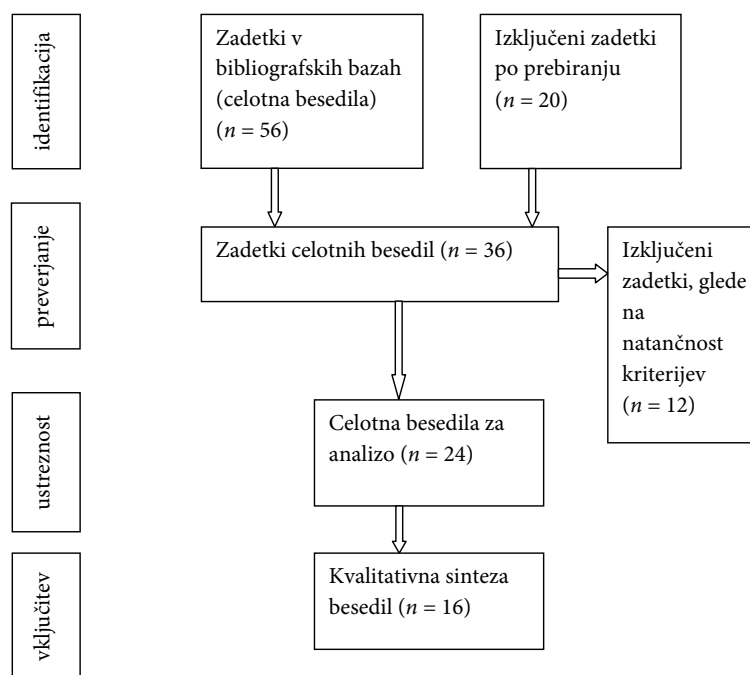 identifikacija
Zadetki v
bibliografskih bazah
(celotna besedila)
(n = 56)
Izključeni zadetki
po prebiranju
(n = 20)
preverjanje
Zadetki celotnih besedil (n = 36)
Izključeni
zadetki, glede
na
natančnost
kriterijev
(n = 12)
ustreznost
Celotna besedila za
analizo (n = 24)
vključitev
Kvalitativna sinteza
besedil (n = 16)